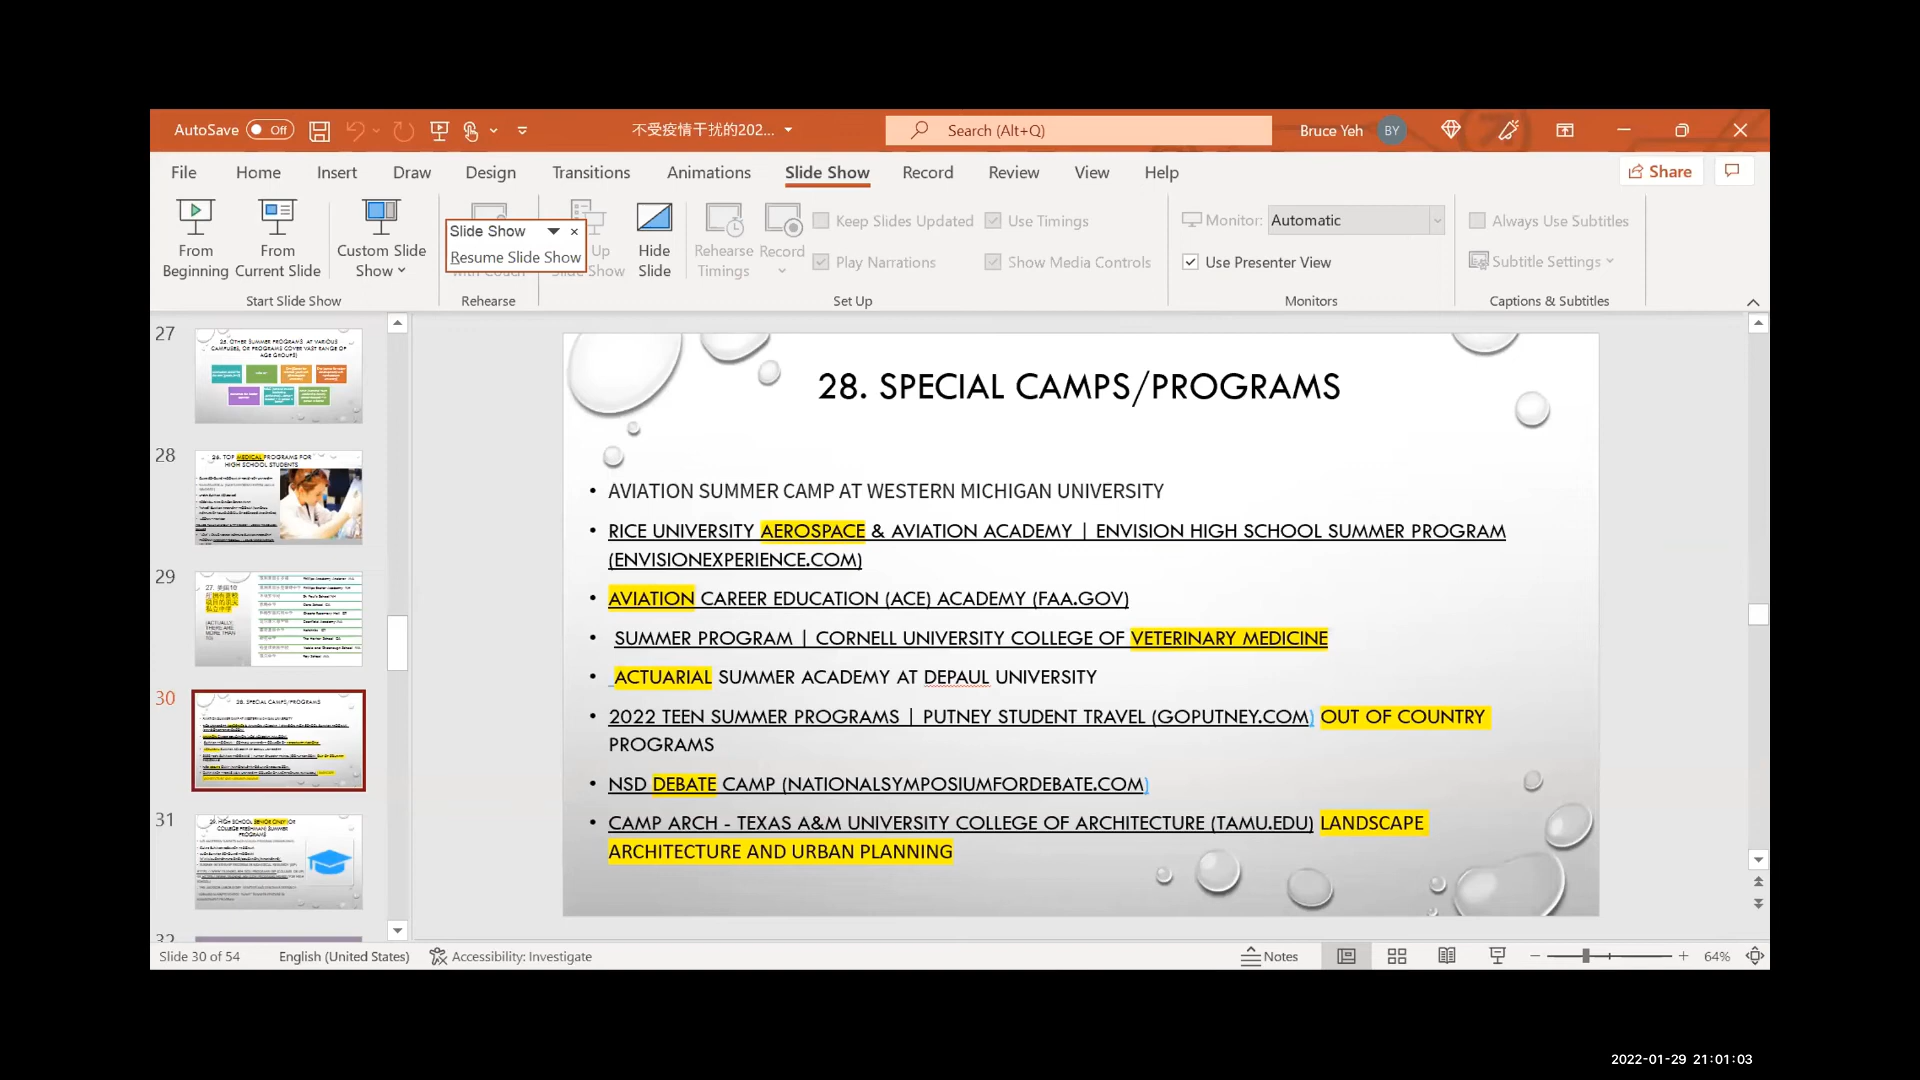 AutoSave Off
不受疫情干扰的202...
Search (Alt+Q)
Bruce Yeh BY
File Home Insert Draw Design Transitions Animations Slide Show Record Review View Help
Share
From Beginning
From Current Slide
Custom Slide Show
Start Slide Show
Slide Show
Resume Slide Show
Rehearse
Hide Slide
Rehearse Timings
Record
Keep Slides Updated
Play Narrations
Use Timings
Show Media Controls
Set Up
Monitor: Automatic
Use Presenter View
Monitors
Always Use Subtitles
Subtitle Settings
Captions & Subtitles
27
28
29
30
31
28. SPECIAL CAMPS/PROGRAMS
• AVIATION SUMMER CAMP AT WESTERN MICHIGAN UNIVERSITY
• RICE UNIVERSITY AEROSPACE & AVIATION ACADEMY | ENVISION HIGH SCHOOL SUMMER PROGRAM
(ENVISIONEXPERIENCE.COM)
• AVIATION CAREER EDUCATION (ACE) ACADEMY (FAA.GOV)
• SUMMER PROGRAM | CORNELL UNIVERSITY COLLEGE OF VETERINARY MEDICINE
• ACTUARIAL SUMMER ACADEMY AT DEPAUL UNIVERSITY
• 2022 TEEN SUMMER PROGRAMS | PUTNEY STUDENT TRAVEL (GOPUTNEY.COM) OUT OF COUNTRY
PROGRAMS
• NSD DEBATE CAMP (NATIONALSYMPOSIUMFORDEBATE.COM)
• CAMP ARCH - TEXAS A&M UNIVERSITY COLLEGE OF ARCHITECTURE (TAMU.EDU) LANDSCAPE
ARCHITECTURE AND URBAN PLANNING
Slide 30 of 54
English (United States)
Accessibility: Investigate
Notes
64%
2022-01-29 21:01:03